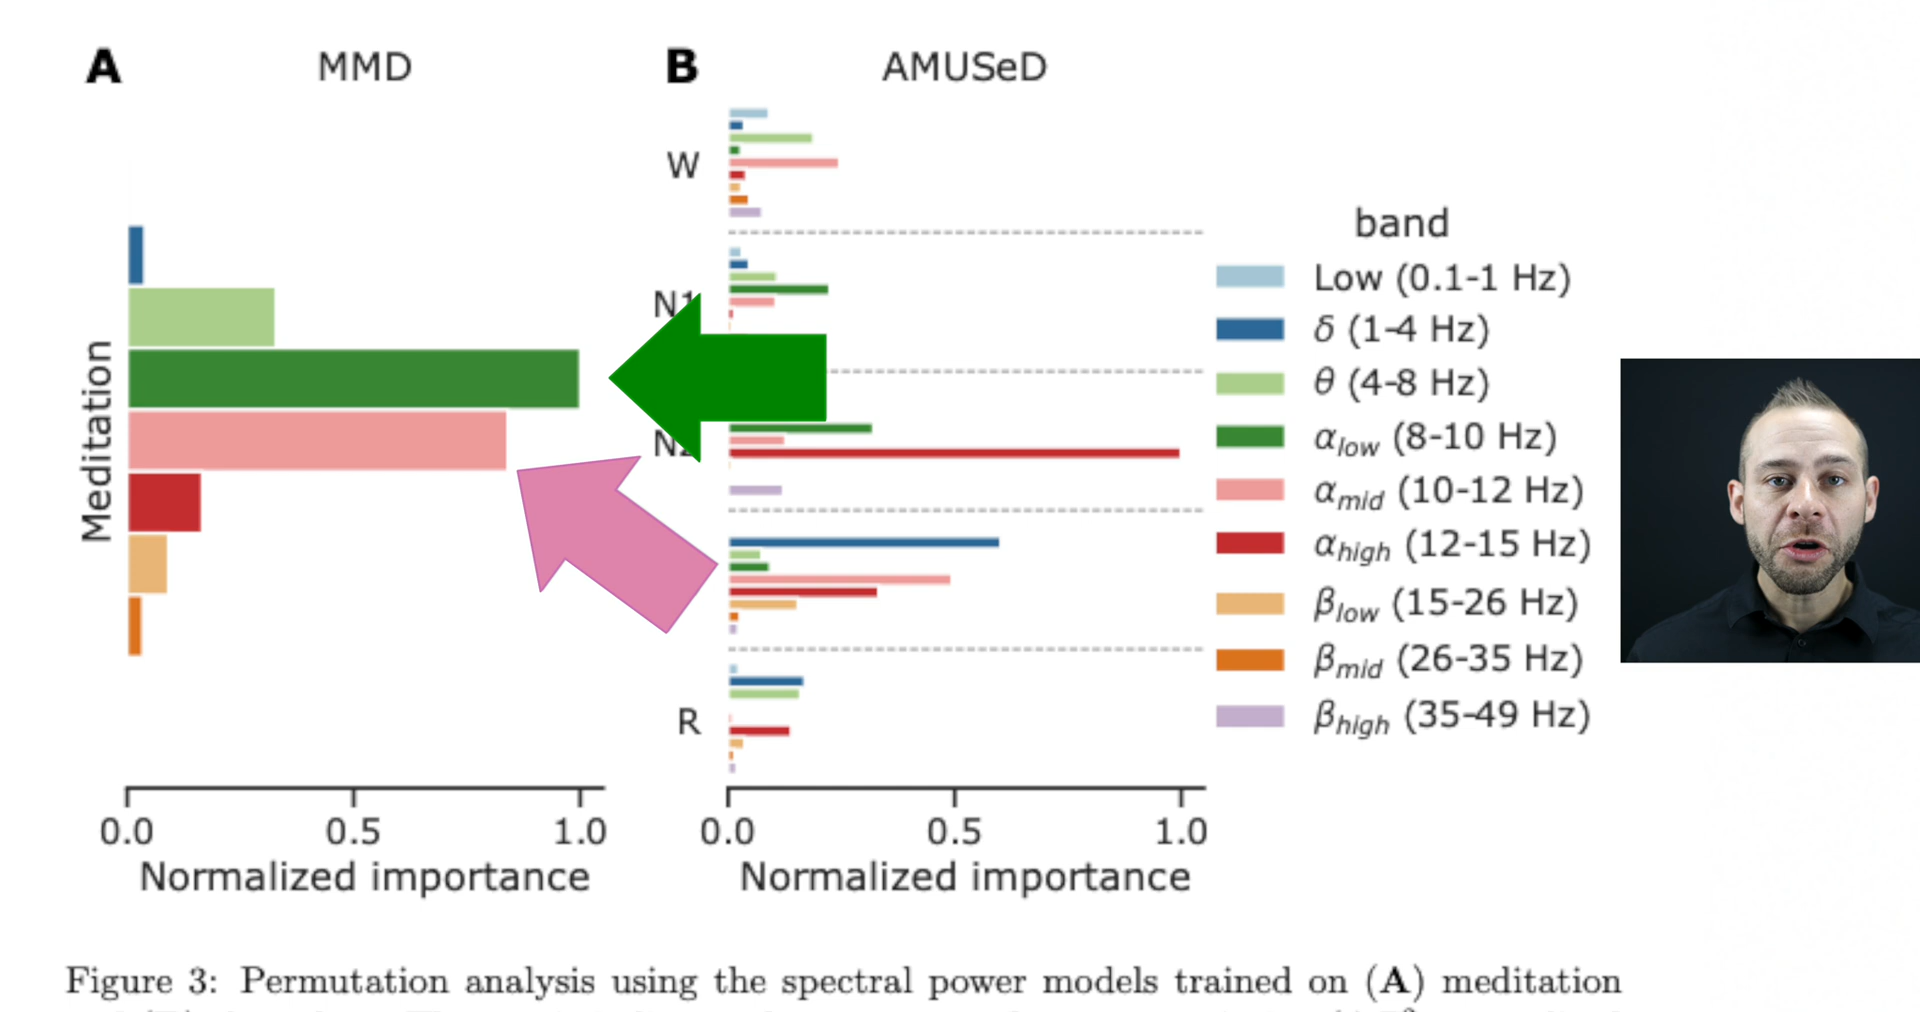 A MMD B AMUSeD
W
N1
Meditation
R
band
Low (0.1-1 Hz)
δ (1-4 Hz)
θ (4-8 Hz)
αlow (8-10 Hz)
αmid (10-12 Hz)
αhigh (12-15 Hz)
βlow (15-26 Hz)
βmid (26-35 Hz)
βhigh (35-49 Hz)
0.0 0.5 1.0 0.0 0.5 1.0
Normalized importance Normalized importance
Figure 3: Permutation analysis using the spectral power models trained on (A) meditation